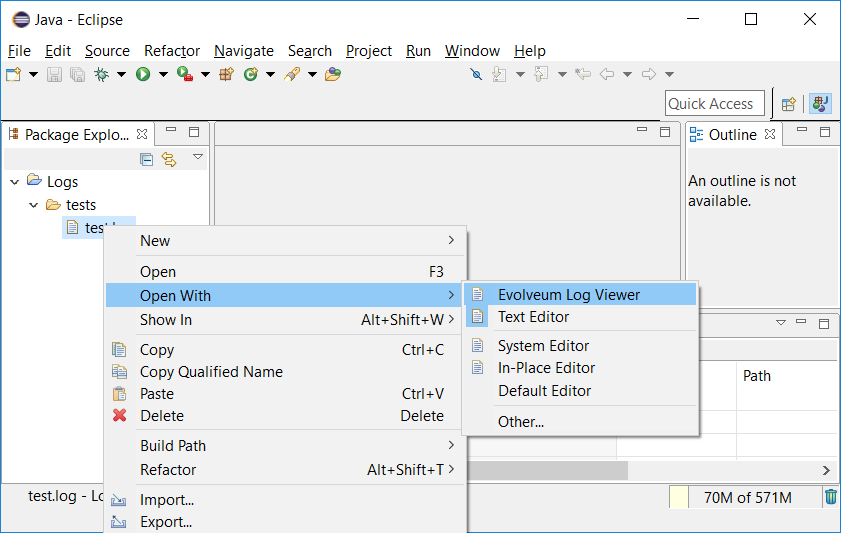 Java - Eclipse
File Edit Source Refactor Navigate Search Project Run Window Help
Quick Access
Package Explo...
Outline
Logs
tests
An outline is not
available.
New
Open F3
Open With
Show In Alt+Shift+W
Copy Ctrl+C
Copy Qualified Name
Paste Ctrl+V
Delete Delete
Build Path
Refactor Alt+Shift+T
Import...
Export...
Evolveum Log Viewer
Text Editor
System Editor
In-Place Editor
Default Editor
Other...
Path
test.log - Lo
70M of 571M